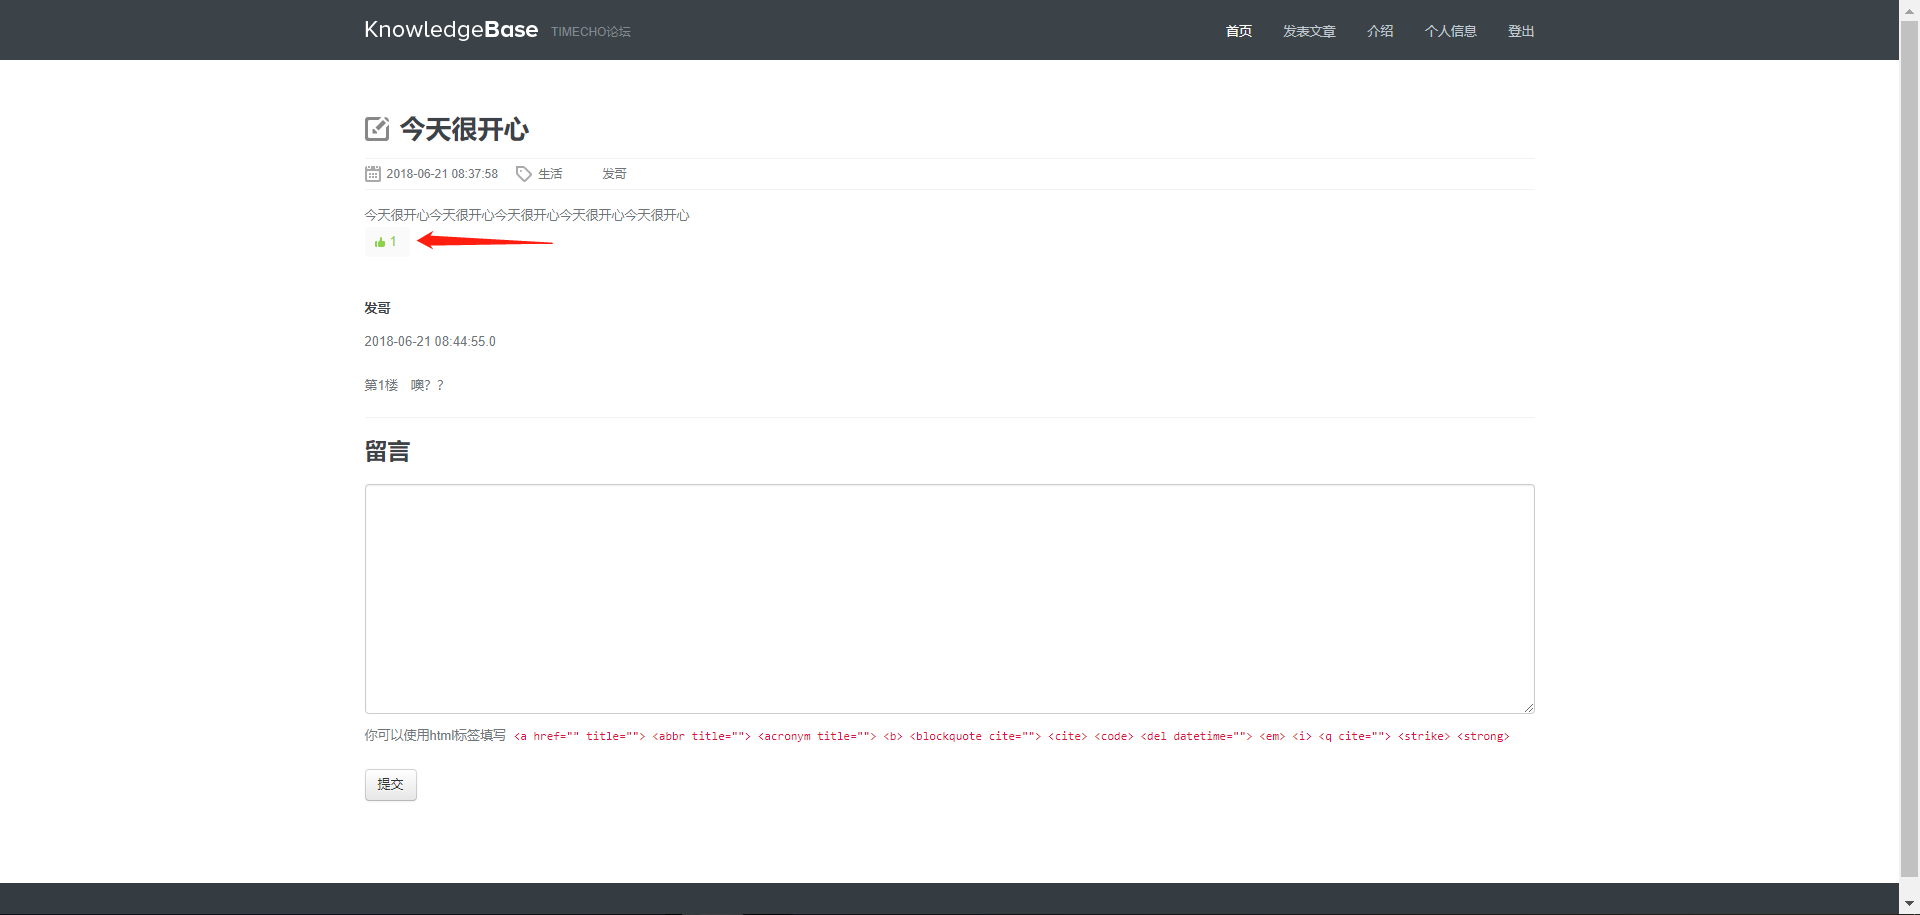 KnowledgeBase TIMECHO论坛 首页 发表文章 介绍 个人信息 登出
今天很开心
2018-06-21 08:37:58 生活 发哥
今天很开心今天很开心今天很开心今天很开心今天很开心
1
发哥
2018-06-21 08:44:55.0
第1楼 噢？？
留言
你可以使用html标签填写 <a href="" title=""> <abbr title=""> <acronym title=""> <b> <blockquote cite=""> <cite> <code> <del datetime=""> <em> <i> <q cite=""> <strike> <strong>
提交